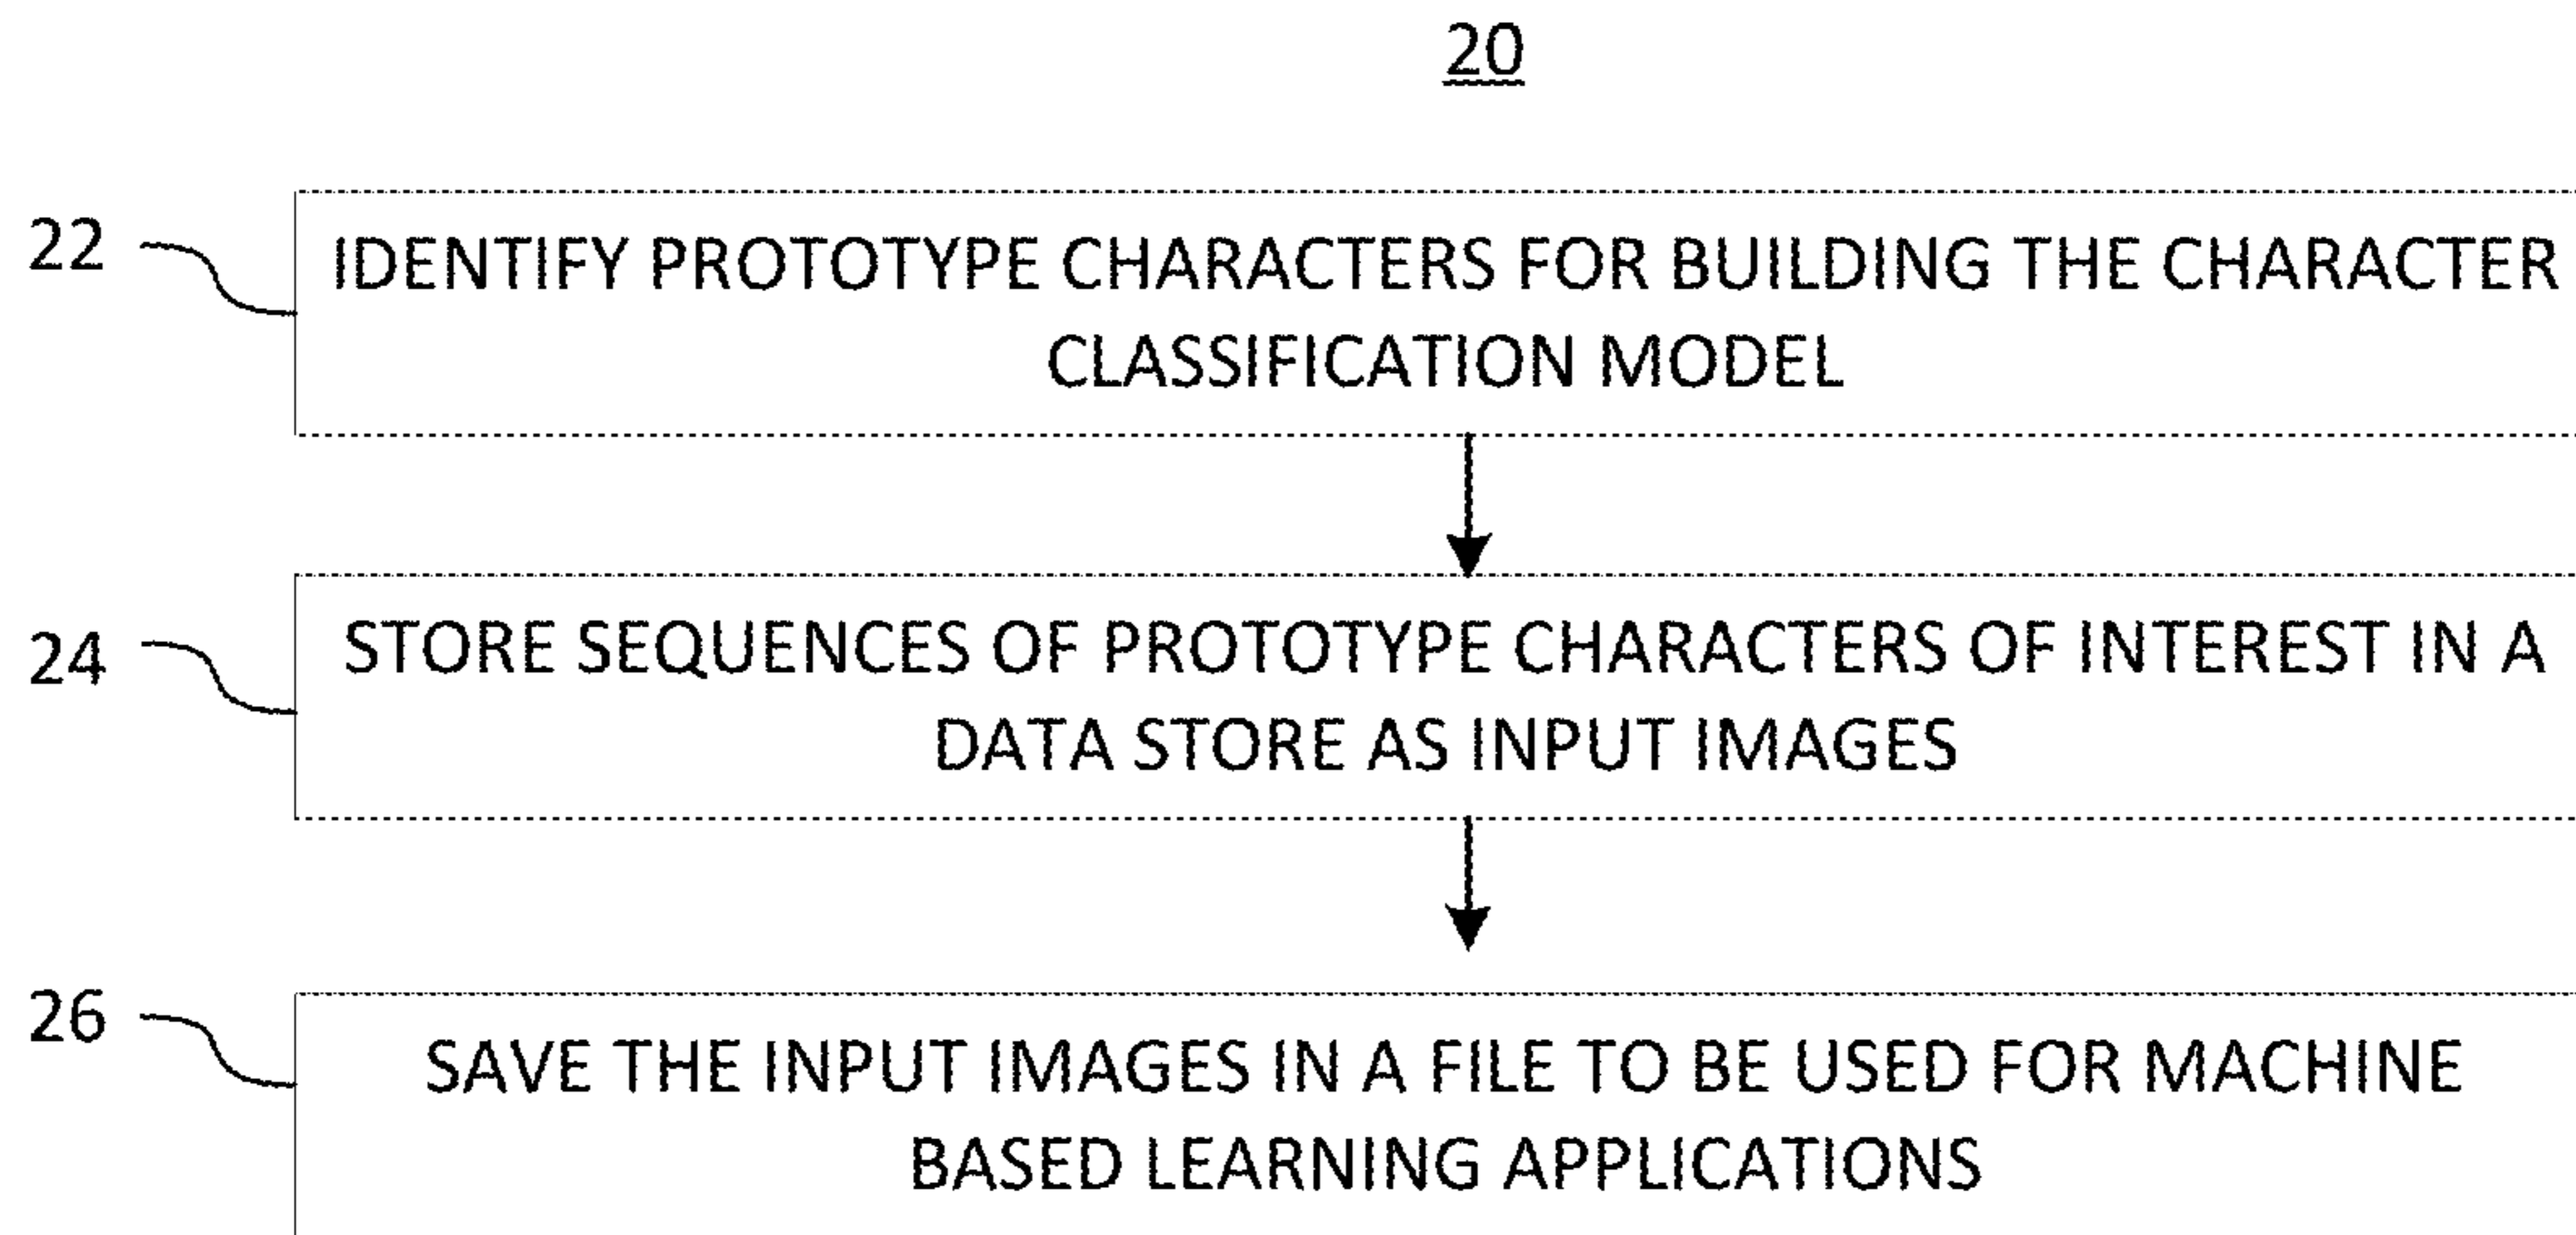 20
22
IDENTIFY PROTOTYPE CHARACTERS FOR BUILDING THE CHARACTER
CLASSIFICATION MODEL
24
STORE SEQUENCES OF PROTOTYPE CHARACTERS OF INTEREST IN A
DATA STORE AS INPUT IMAGES
26
SAVE THE INPUT IMAGES IN A FILE TO BE USED FOR MACHINE
BASED LEARNING APPLICATIONS